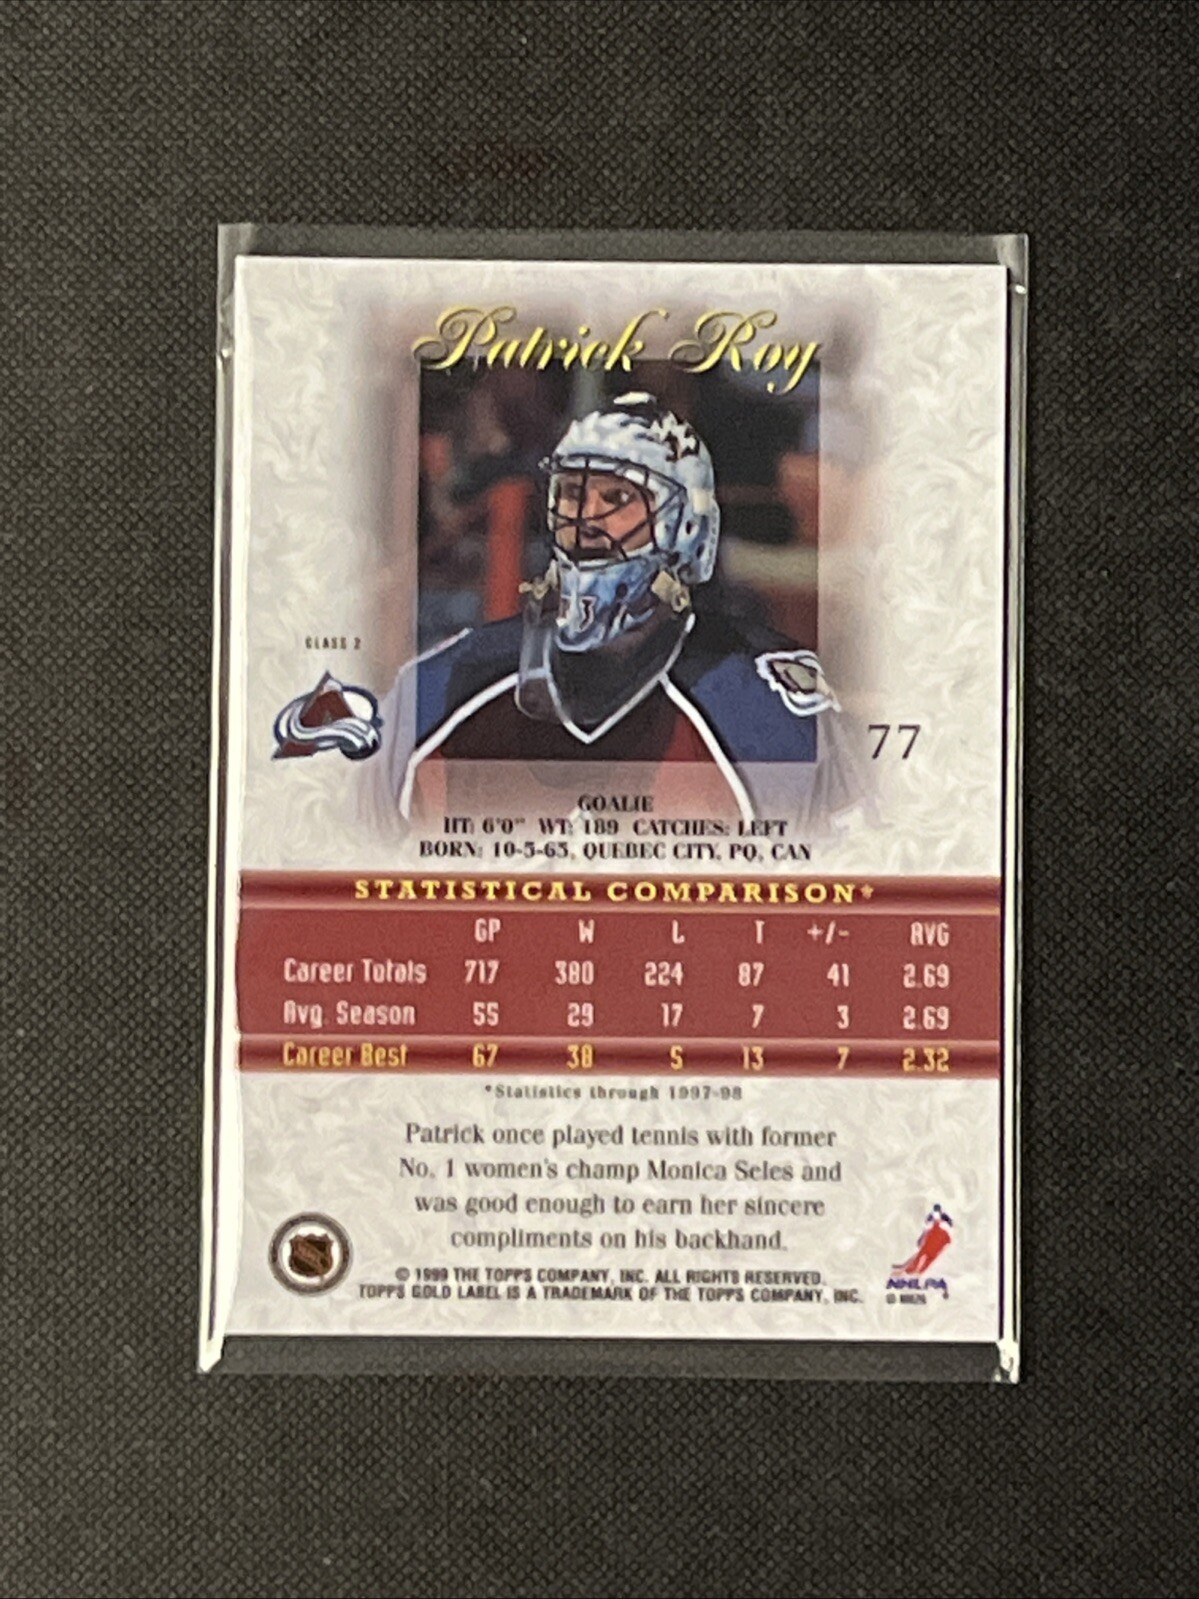 Patrick Roy
CLASS 2
77
GOALIE
HT: 6'0" WT: 189 CATCHES: LEFT
BORN: 10-5-65, QUEBEC CITY, PQ, CAN
STATISTICAL COMPARISON*
GP W L T +/- AVG
Career Totals 717 380 224 87 41 2.69
Avg. Season 55 29 17 7 3 2.69
Career Best 67 38 5 13 7 2.32
*Statistics through 1997-98
Patrick once played tennis with former
No. 1 women's champ Monica Seles and
was good enough to earn her sincere
compliments on his backhand.
© 1999 THE TOPPS COMPANY, INC. ALL RIGHTS RESERVED.
TOPPS GOLD LABEL IS A TRADEMARK OF THE TOPPS COMPANY, INC.
NHLPA